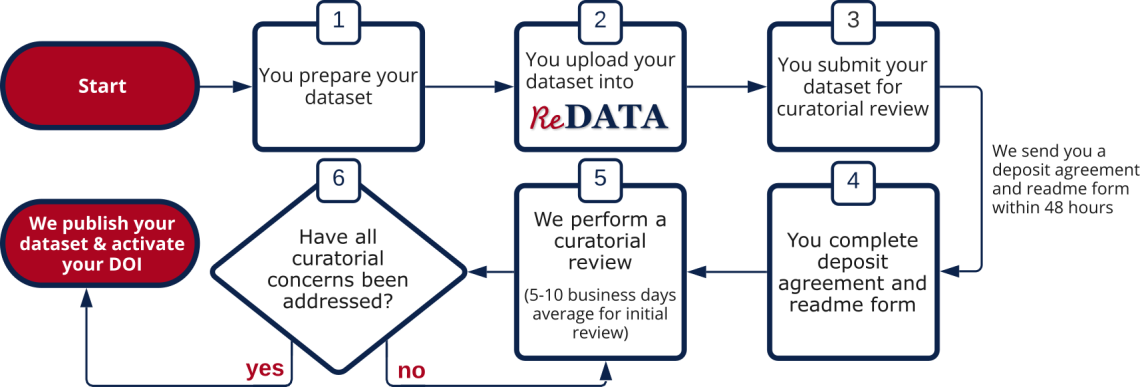 Start
1
You prepare your
dataset
2
You upload your
dataset into
ReDATA
3
You submit your
dataset for
curatorial review
We send you a
deposit agreement
and readme form
within 48 hours
4
You complete
deposit
agreement and
readme form
5
We perform a
curatorial
review
(5-10 business days
average for initial
review)
6
Have all
curatorial
concerns been
addressed?
yes
no
We publish your
dataset & activate
your DOI